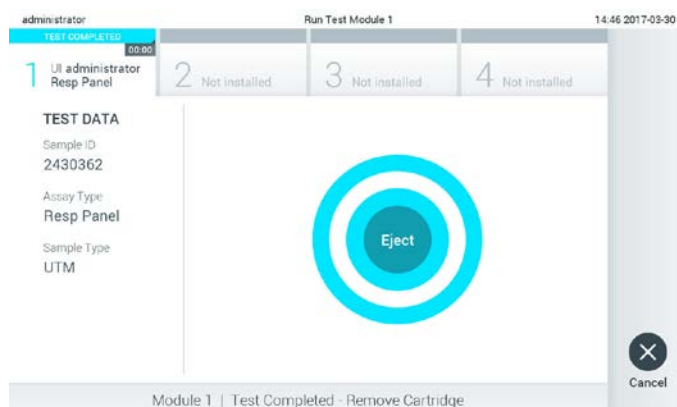 administrator Run Test Module 1 14:46 2017-03-30
TEST COMPLETED
00:00
1 UI administrator
Resp Panel
2 Not installed
3 Not installed
4 Not installed
TEST DATA
Sample ID
2430362
Assay Type
Resp Panel
Sample Type
UTM
Eject
Cancel
Module 1 | Test Completed - Remove Cartridge